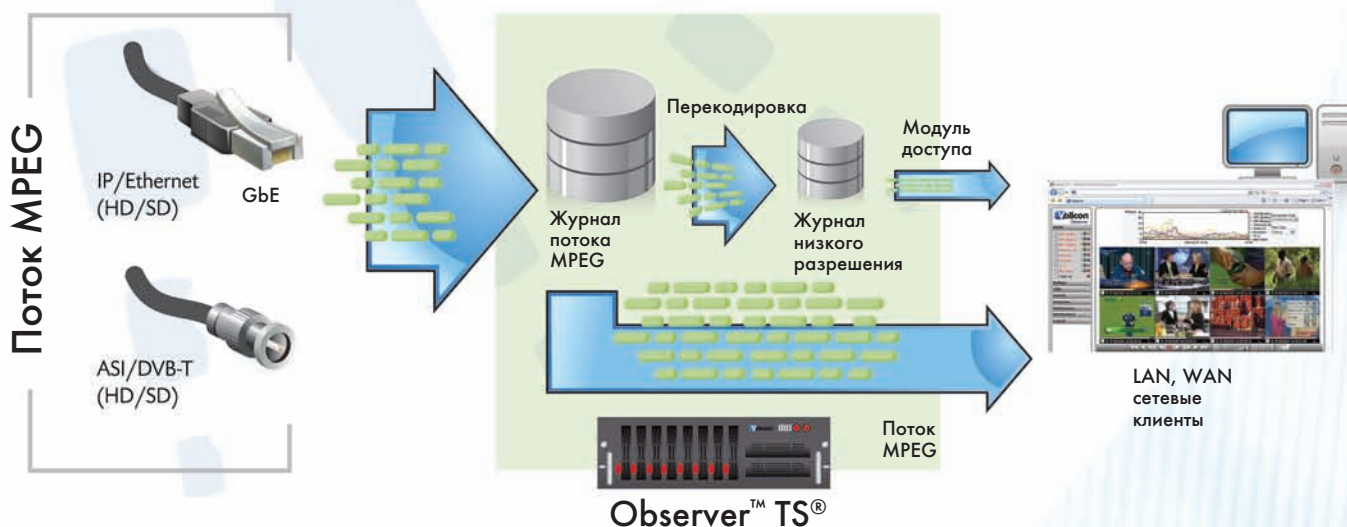 Поток MPEG
IP/Ethernet
(HD/SD)
GbE
ASI/DVB-T
(HD/SD)
Журнал
потока
MPEG
Перекодировка
Журнал
низкого
разрешения
Модуль
доступа
Поток
MPEG
Observer™ TS®
Volicon
LAN, WAN
сетевые
клиенты